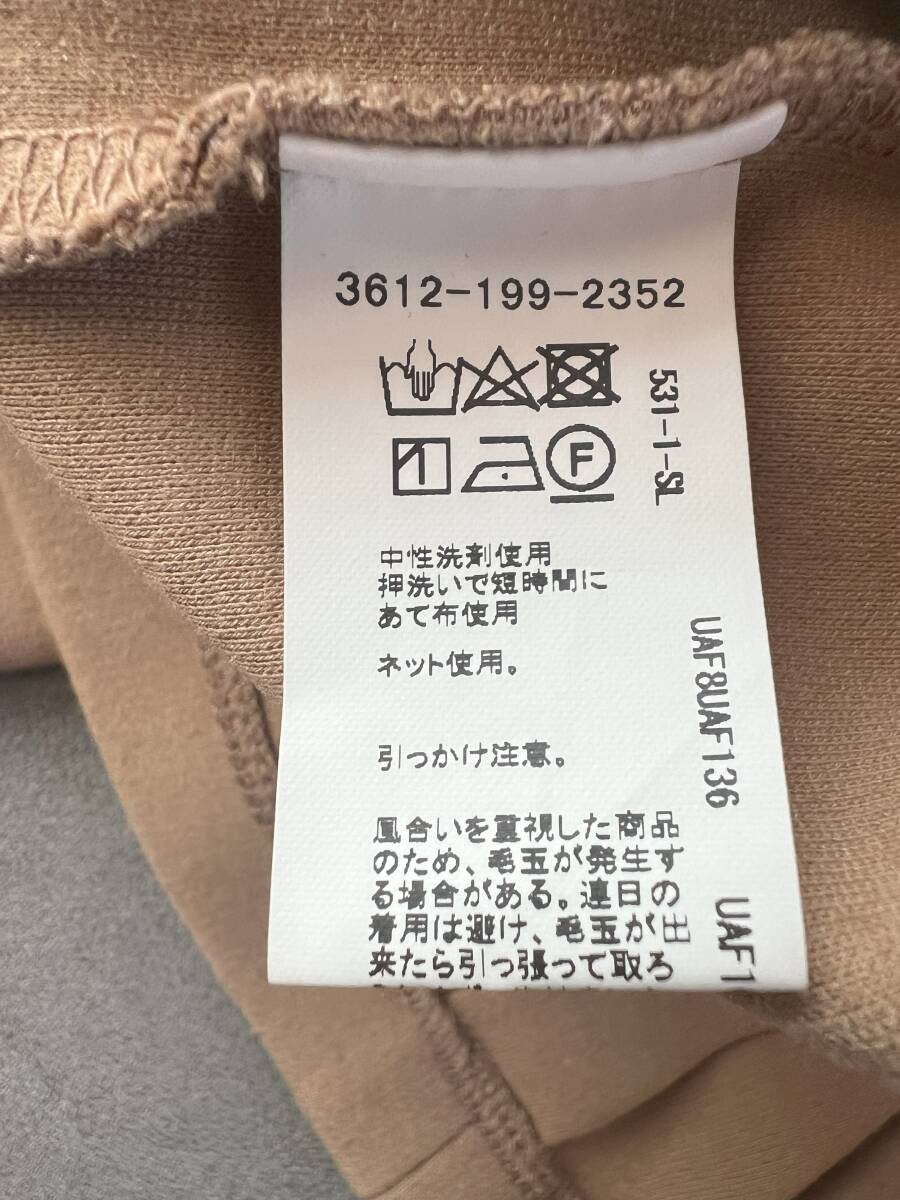 3612-199-2352
531-1-SL
1
F
中性洗剤使用
押洗いで短時間に
あて布使用
ネット使用。
引っかけ注意。
UAF8UAF136
風合いを重視した商品
のため、毛玉が発生す
る場合がある。連日の
着用は避け、毛玉が出
来たら引っ張って取ろ